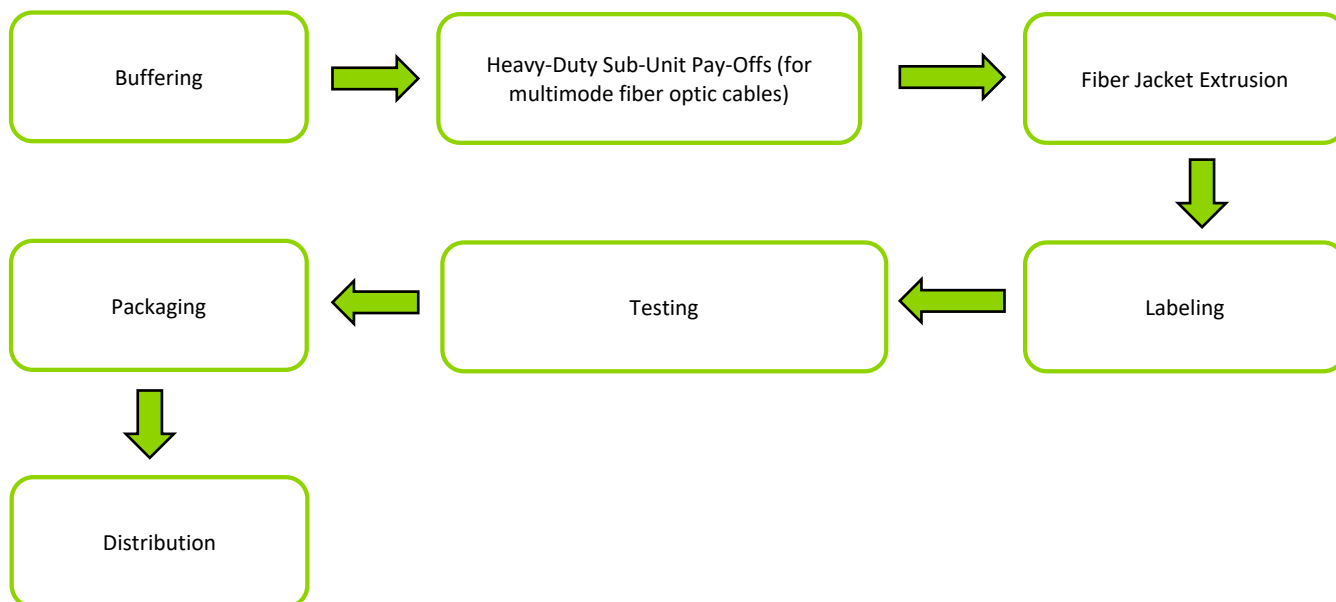 Buffering
Heavy-Duty Sub-Unit Pay-Offs (for
multimode fiber optic cables)
Fiber Jacket Extrusion
Labeling
Testing
Packaging
Distribution